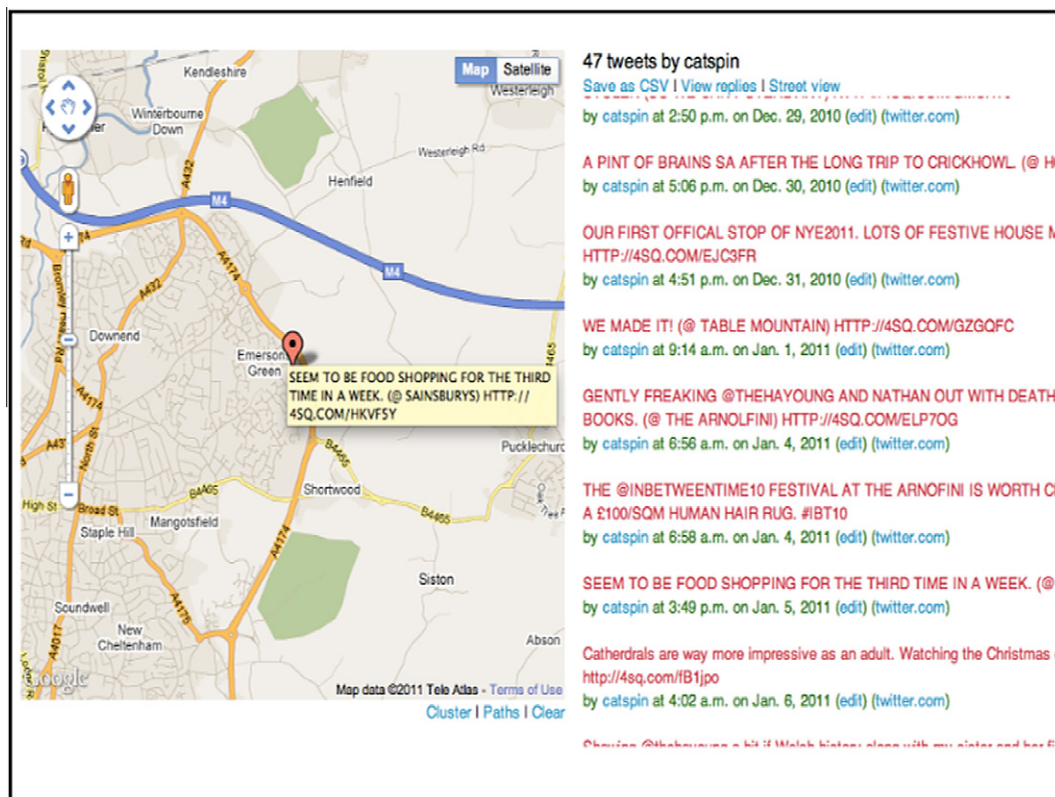 Kendleshire
Map Satellite
Westerleigh
Winterbourne
Down
A432
Westerleigh Rd
Henfield
M4
A4174
M4
A432
Bromley Heath Rd
Downend
Emersons
Green
SEEM TO BE FOOD SHOPPING FOR THE THIRD
TIME IN A WEEK. (@ SAINSBURYS) HTTP://
4SQ.COM/HKVF5Y
A4174
North St
B4465
Pucklechurc
B4465
Shortwood
B4465
High St
Broad St
Mangotsfield
Staple Hill
A4174
Siston
A4175
Soundwell
New
Cheltenham
A4017
Abson
Google
Map data ©2011 Tele Atlas - Terms of Use
Cluster | Paths | Clear
47 tweets by catspin
Save as CSV | View replies | Street view
by catspin at 2:50 p.m. on Dec. 29, 2010 (edit) (twitter.com)
A PINT OF BRAINS SA AFTER THE LONG TRIP TO CRICKHOWL. (@ H
by catspin at 5:06 p.m. on Dec. 30, 2010 (edit) (twitter.com)
OUR FIRST OFFICAL STOP OF NYE2011. LOTS OF FESTIVE HOUSE M
HTTP://4SQ.COM/EJC3FR
by catspin at 4:51 p.m. on Dec. 31, 2010 (edit) (twitter.com)
WE MADE IT! (@ TABLE MOUNTAIN) HTTP://4SQ.COM/GZGQFC
by catspin at 9:14 a.m. on Jan. 1, 2011 (edit) (twitter.com)
GENTLY FREAKING @THEHAYOUNG AND NATHAN OUT WITH DEATH
BOOKS. (@ THE ARNOLFINI) HTTP://4SQ.COM/ELP7OG
by catspin at 6:56 a.m. on Jan. 4, 2011 (edit) (twitter.com)
THE @INBETWEENTIME10 FESTIVAL AT THE ARNOFINI IS WORTH C
A £100/SQM HUMAN HAIR RUG. #IBT10
by catspin at 6:58 a.m. on Jan. 4, 2011 (edit) (twitter.com)
SEEM TO BE FOOD SHOPPING FOR THE THIRD TIME IN A WEEK. (@
by catspin at 3:49 p.m. on Jan. 5, 2011 (edit) (twitter.com)
Catherdrals are way more impressive as an adult. Watching the Christmas
http://4sq.com/fB1jpo
by catspin at 4:02 a.m. on Jan. 6, 2011 (edit) (twitter.com)